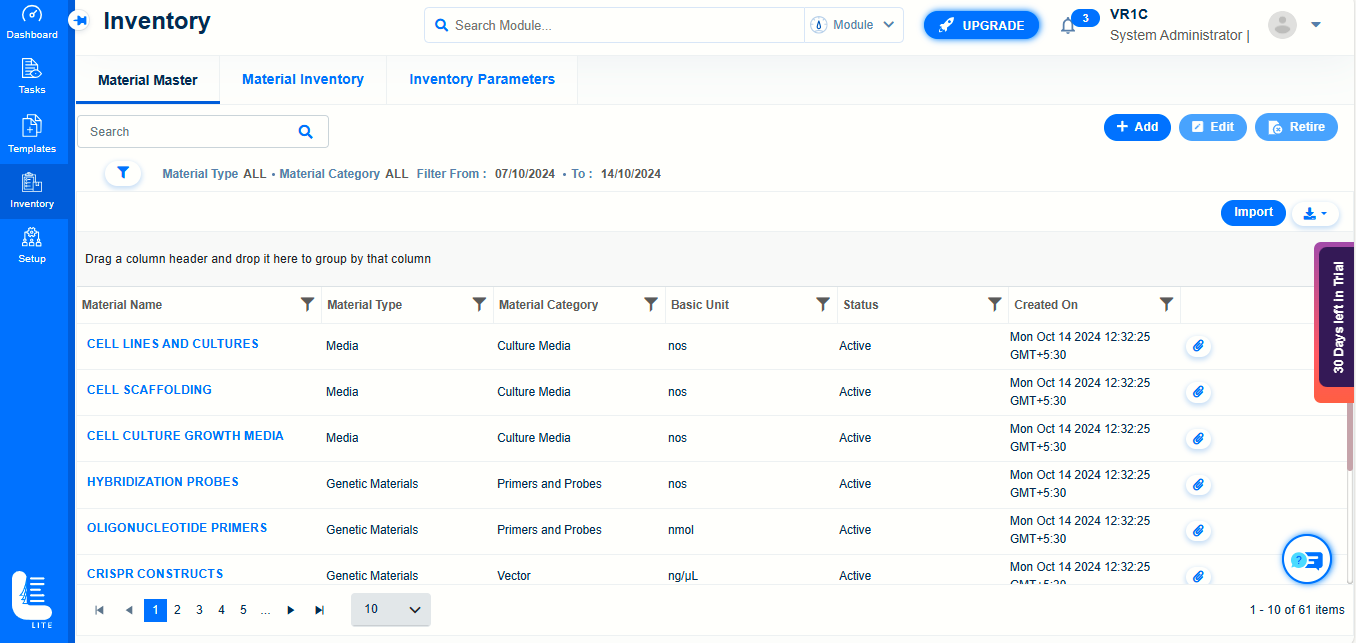 Dashboard
Tasks
Templates
Inventory
Setup
LITE
Inventory
Search Module...
Module
UPGRADE
3
VR1C
System Administrator |
Material Master
Material Inventory
Inventory Parameters
Search
+ Add
Edit
Retire
Material Type ALL • Material Category ALL Filter From : 07/10/2024 • To : 14/10/2024
Import
Drag a column header and drop it here to group by that column
Material Name Material Type Material Category Basic Unit Status Created On
CELL LINES AND CULTURES Media Culture Media nos Active Mon Oct 14 2024 12:32:25
GMT+5:30
CELL SCAFFOLDING Media Culture Media nos Active Mon Oct 14 2024 12:32:25
GMT+5:30
CELL CULTURE GROWTH MEDIA Media Culture Media nos Active Mon Oct 14 2024 12:32:25
GMT+5:30
HYBRIDIZATION PROBES Genetic Materials Primers and Probes nos Active Mon Oct 14 2024 12:32:25
GMT+5:30
OLIGONUCLEOTIDE PRIMERS Genetic Materials Primers and Probes nmol Active Mon Oct 14 2024 12:32:25
GMT+5:30
CRISPR CONSTRUCTS Genetic Materials Vector ng/µL Active Mon Oct 14 2024 12:32:25
GMT+5:30
30 Days left In Trial
?
1 2 3 4 5 ... 10 1 - 10 of 61 items